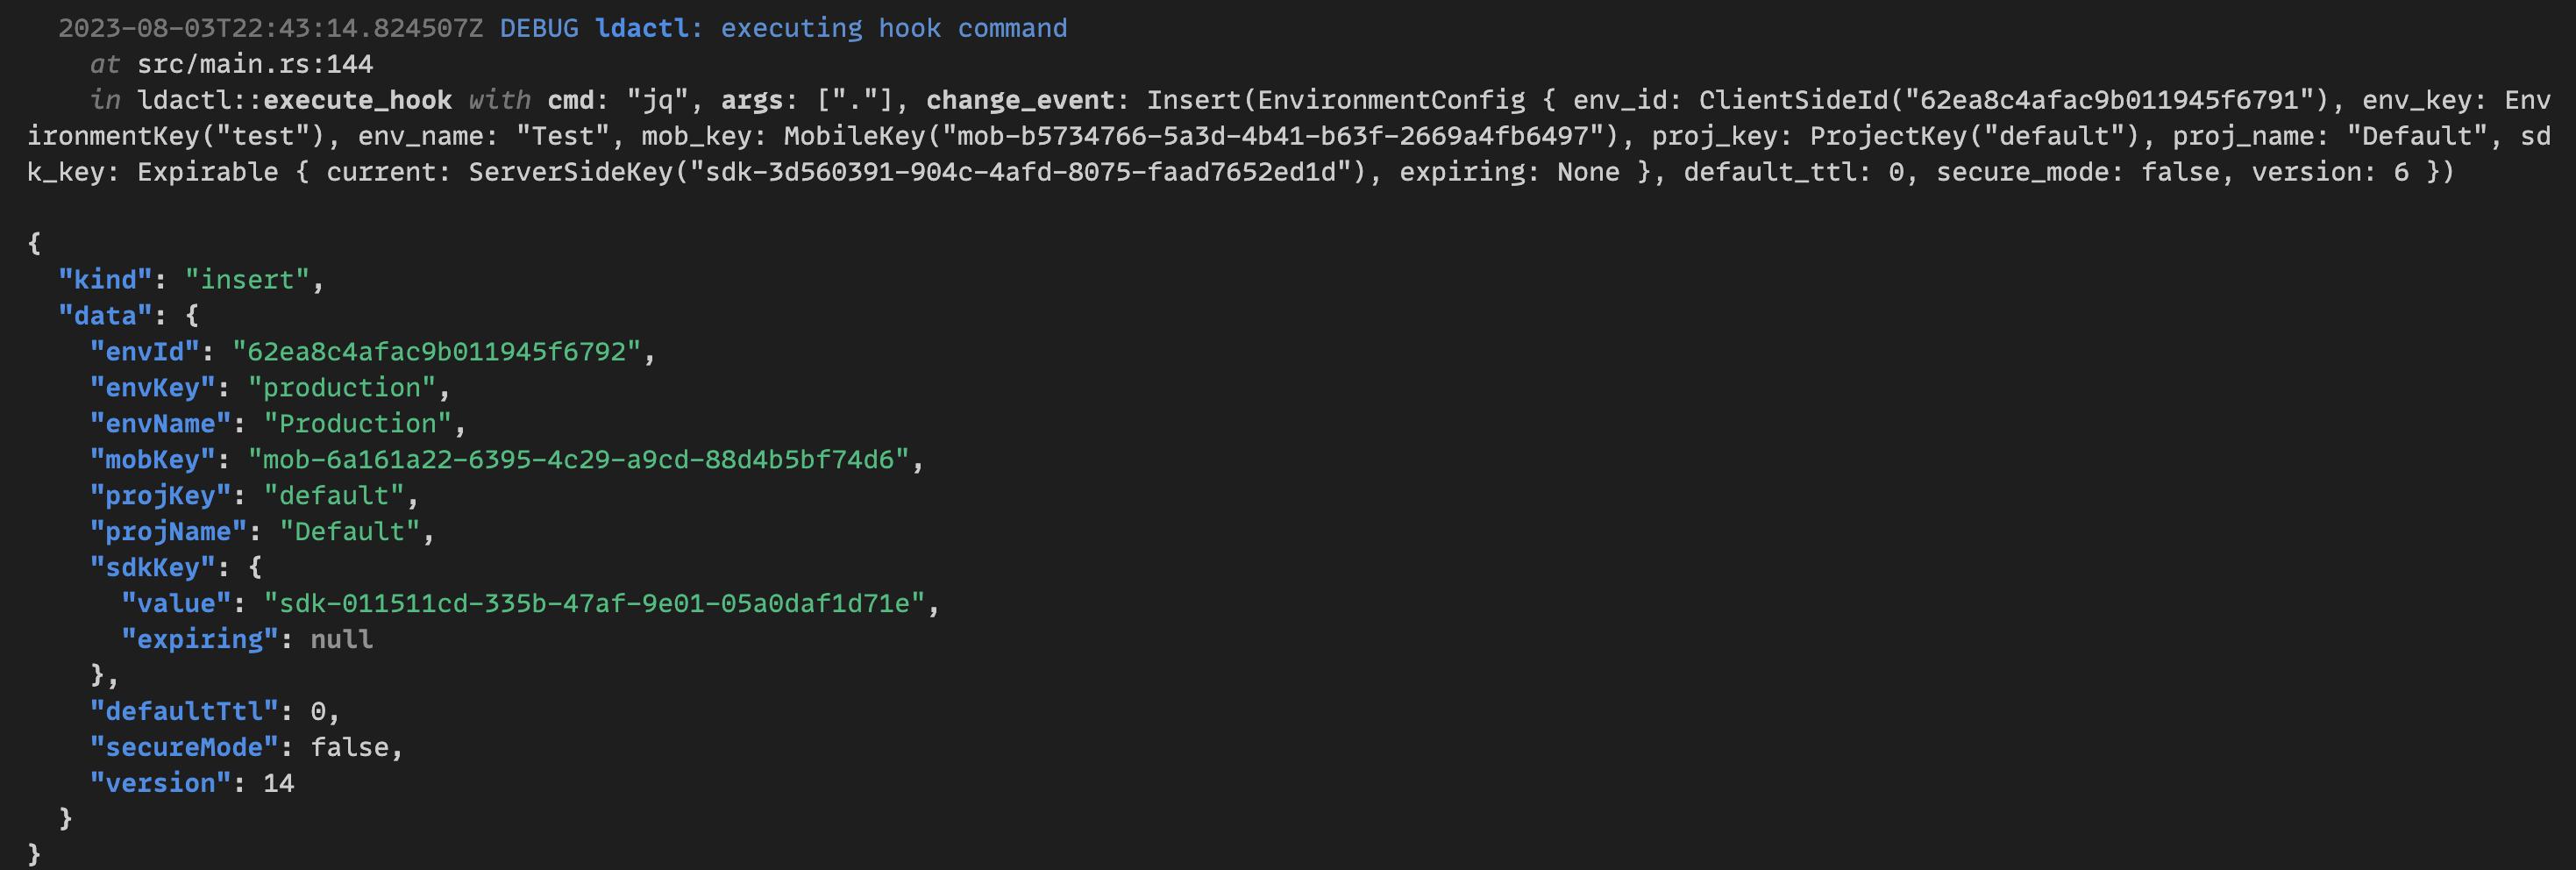 2023-08-03T22:43:14.824507Z DEBUG ldactl: executing hook command
at src/main.rs:144
in ldactl::execute_hook with cmd: "jq", args: ["."], change_event: Insert(EnvironmentConfig { env_id: ClientSideId("62ea8c4afac9b011945f6791"), env_key: Env
ironmentKey("test"), env_name: "Test", mob_key: MobileKey("mob-b5734766-5a3d-4b41-b63f-2669a4fb6497"), proj_key: ProjectKey("default"), proj_name: "Default", sd
k_key: Expirable { current: ServerSideKey("sdk-3d560391-904c-4afd-8075-faad7652ed1d"), expiring: None }, default_ttl: 0, secure_mode: false, version: 6 })
{
  "kind": "insert",
  "data": {
    "envId": "62ea8c4afac9b011945f6792",
    "envKey": "production",
    "envName": "Production",
    "mobKey": "mob-6a161a22-6395-4c29-a9cd-88d4b5bf74d6",
    "projKey": "default",
    "projName": "Default",
    "sdkKey": {
      "value": "sdk-011511cd-335b-47af-9e01-05a0daf1d71e",
      "expiring": null
    },
    "defaultTtl": 0,
    "secureMode": false,
    "version": 14
  }
}